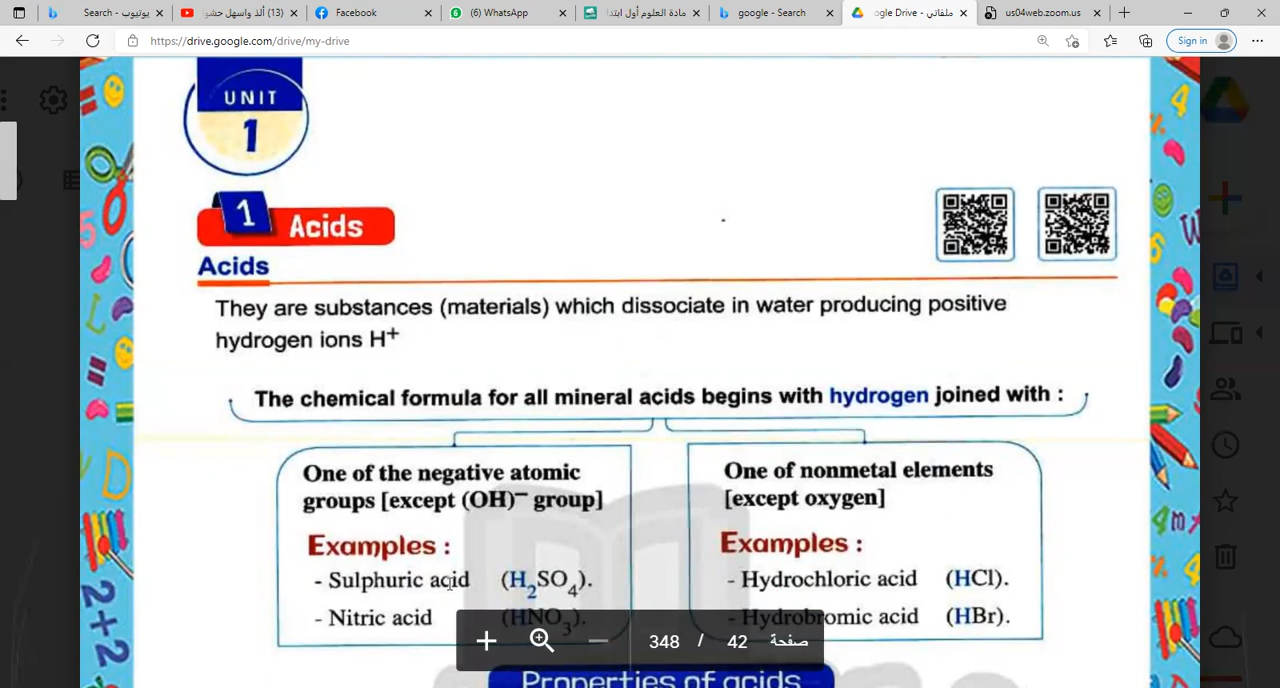 Search - يوتيوب
(13) ألذ واسهل حشو
Facebook
(6) WhatsApp
مادة العلوم أول ابتدا
google - Search
ogle Drive - ملفاتي
us04web.zoom.us
https://drive.google.com/drive/my-drive
Sign in
UNIT
1
1 Acids
Acids
They are substances (materials) which dissociate in water producing positive
hydrogen ions H⁺
The chemical formula for all mineral acids begins with hydrogen joined with :
One of the negative atomic
groups [except (OH)⁻ group]
Examples :
- Sulphuric acid (H₂SO₄).
- Nitric acid (HNO₃).
One of nonmetal elements
[except oxygen]
Examples :
- Hydrochloric acid (HCl).
- Hydrobromic acid (HBr).
صفحة 42 / 348
Properties of acids